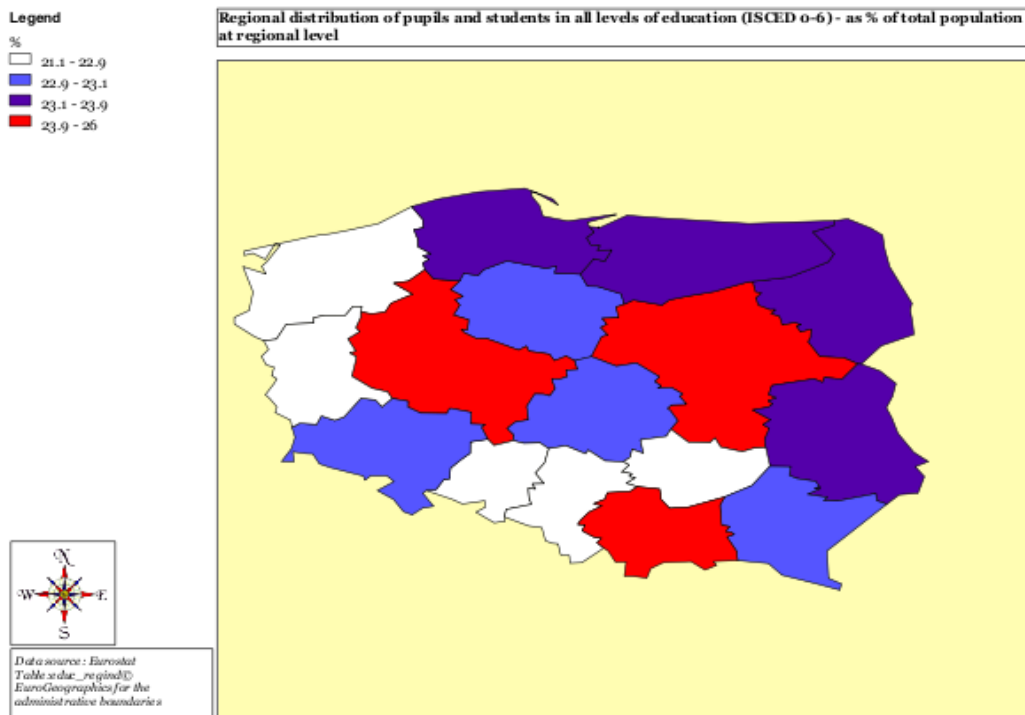 Legend
%
21.1 - 22.9
22.9 - 23.1
23.1 - 23.9
23.9 - 26
Regional distribution of pupils and students in all levels of education (ISCED 0-6) - as % of total population
at regional level
N
W E
S
Data source : Eurostat
Table :educ_regind©
EuroGeographics for the
administrative boundaries